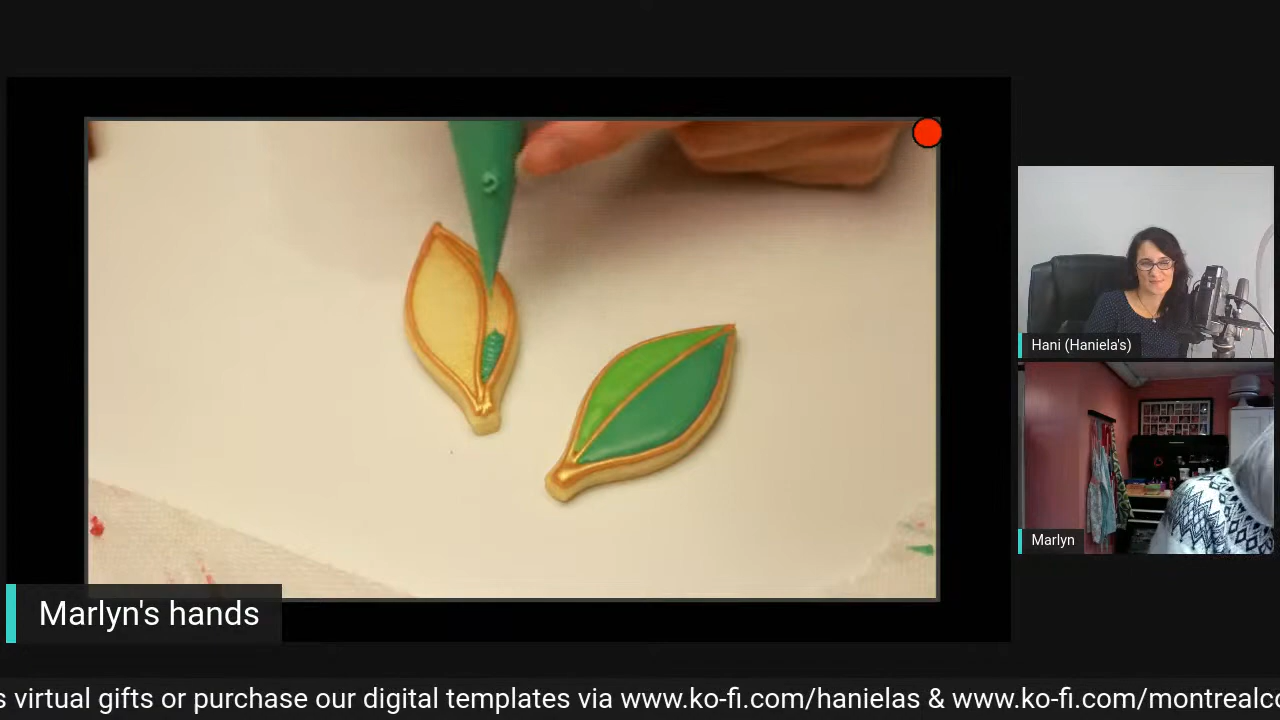 Hani (Haniela's)
Marlyn
Marlyn's hands
virtual gifts or purchase our digital templates via www.ko-fi.com/hanielas & www.ko-fi.com/montrealc